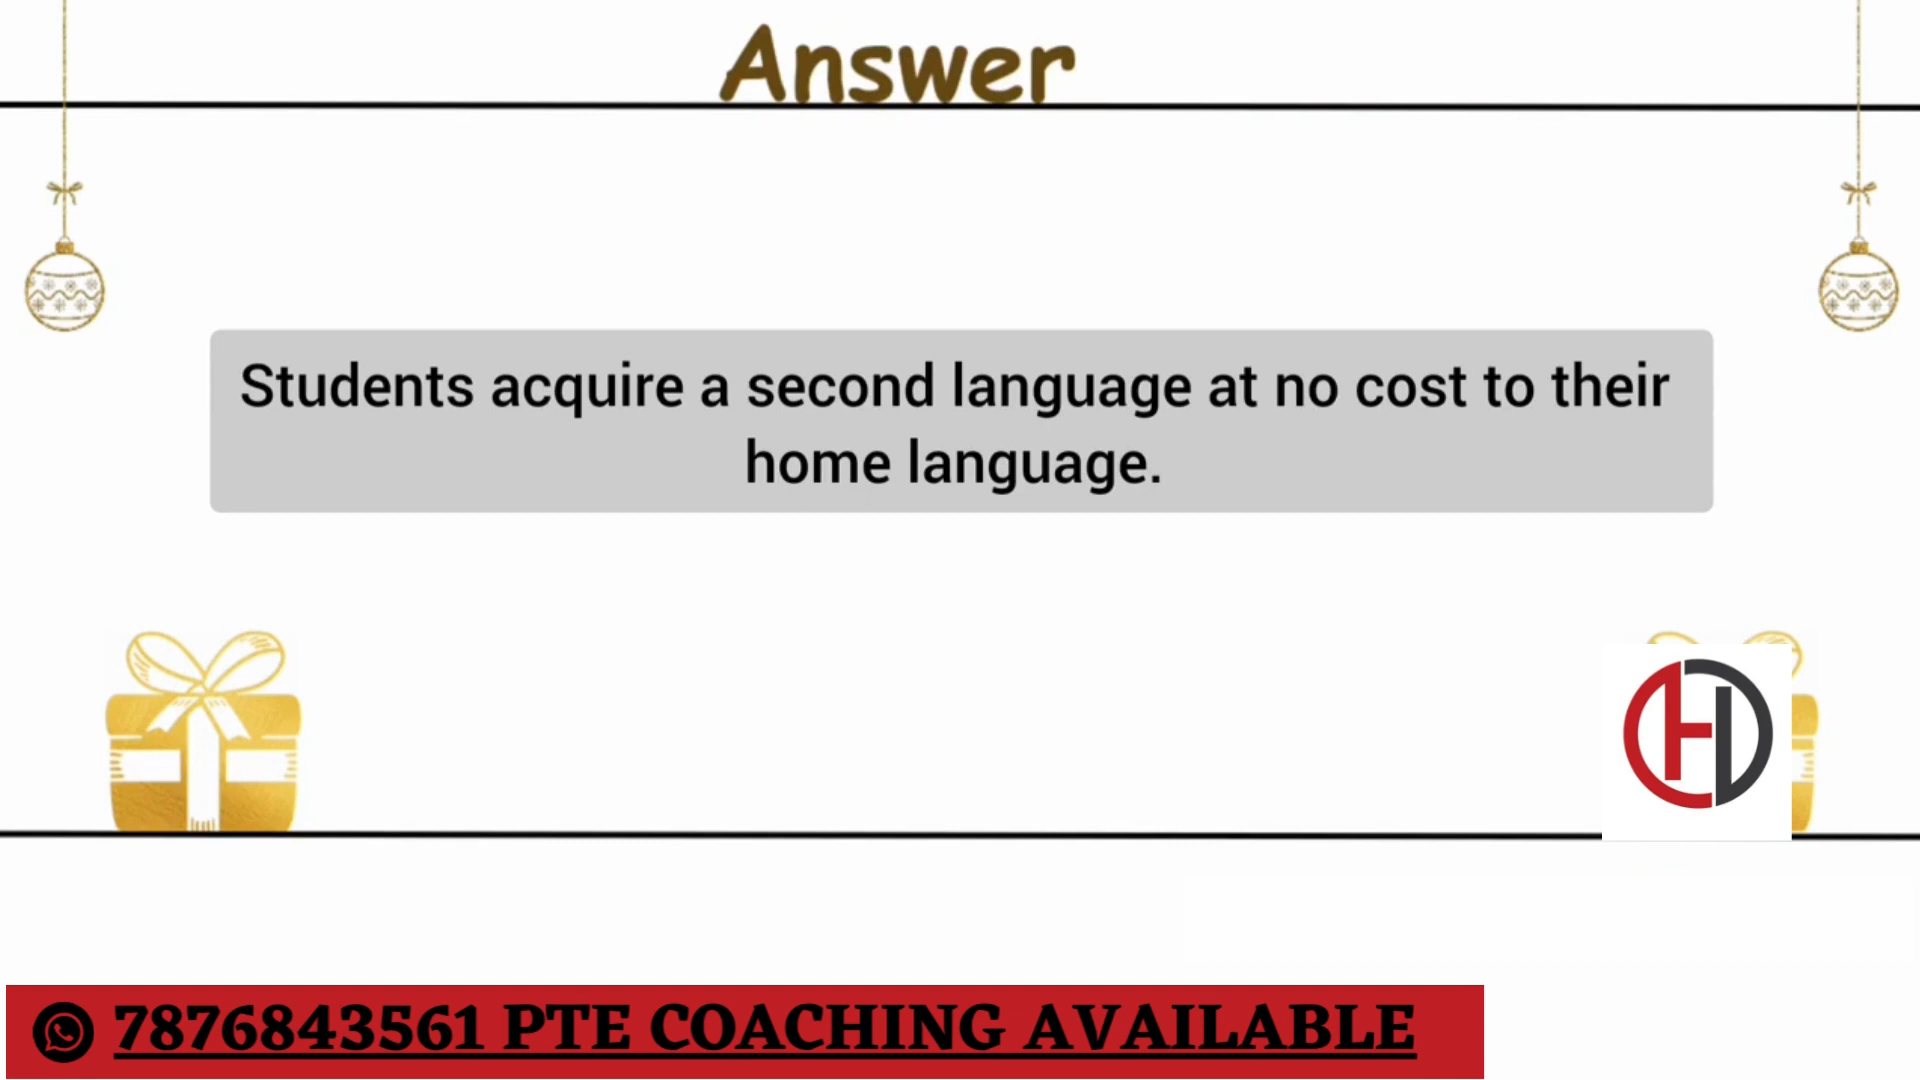 Answer
Students acquire a second language at no cost to their
home language.
7876843561 PTE COACHING AVAILABLE